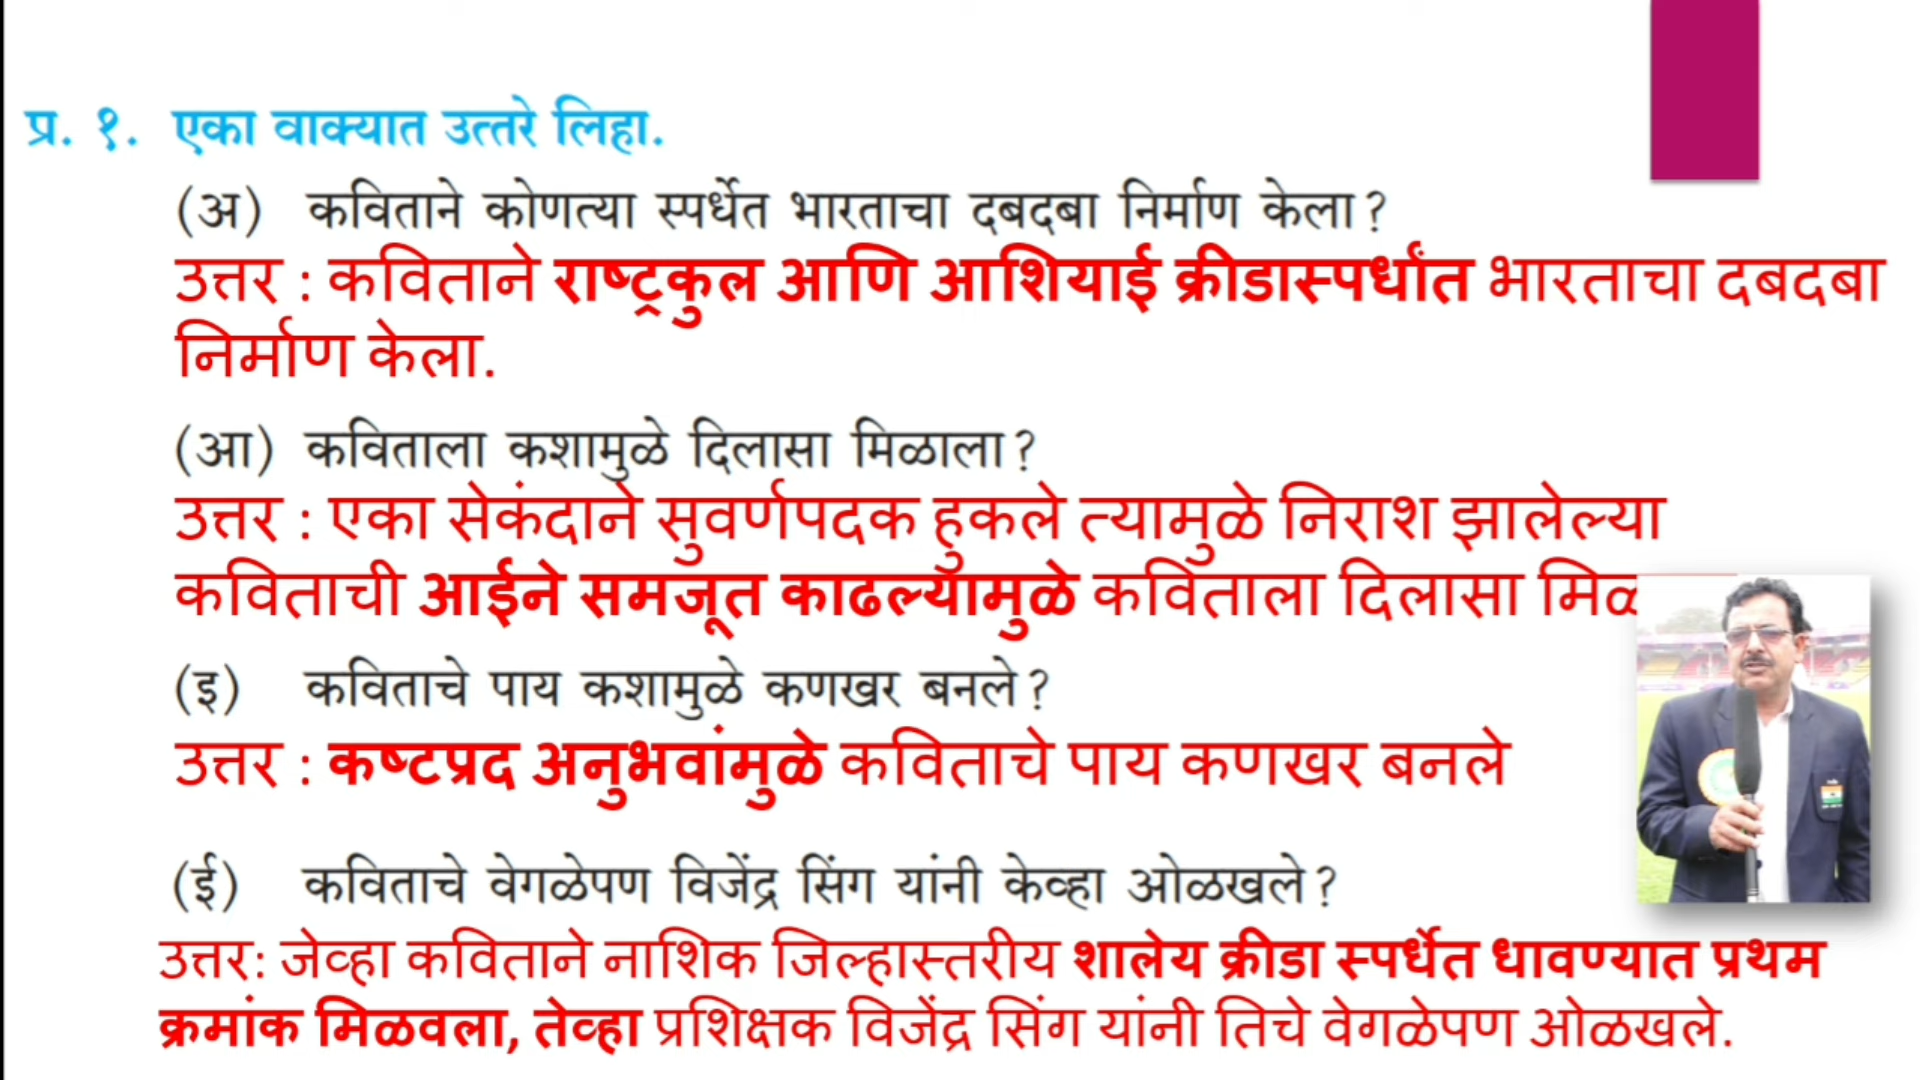 प्र. १. एका वाक्यात उत्तरे लिहा.
(अ) कविताने कोणत्या स्पर्धेत भारताचा दबदबा निर्माण केला?
उत्तर : कविताने राष्ट्रकुल आणि आशियाई क्रीडास्पर्धांत भारताचा दबदबा
निर्माण केला.
(आ) कविताला कशामुळे दिलासा मिळाला?
उत्तर : एका सेकंदाने सुवर्णपदक हुकले त्यामुळे निराश झालेल्या
कविताची आईने समजूत काढल्यामुळे कविताला दिलासा
(इ) कविताचे पाय कशामुळे कणखर बनले?
उत्तर : कष्टप्रद अनुभवांमुळे कविताचे पाय कणखर बनले
(ई) कविताचे वेगळेपण विजेंद्र सिंग यांनी केव्हा ओळखले?
उत्तर: जेव्हा कविताने नाशिक जिल्हास्तरीय शालेय क्रीडा स्पर्धेत धावण्यात प्रथम
क्रमांक मिळवला, तेव्हा प्रशिक्षक विजेंद्र सिंग यांनी तिचे वेगळेपण ओळखले.